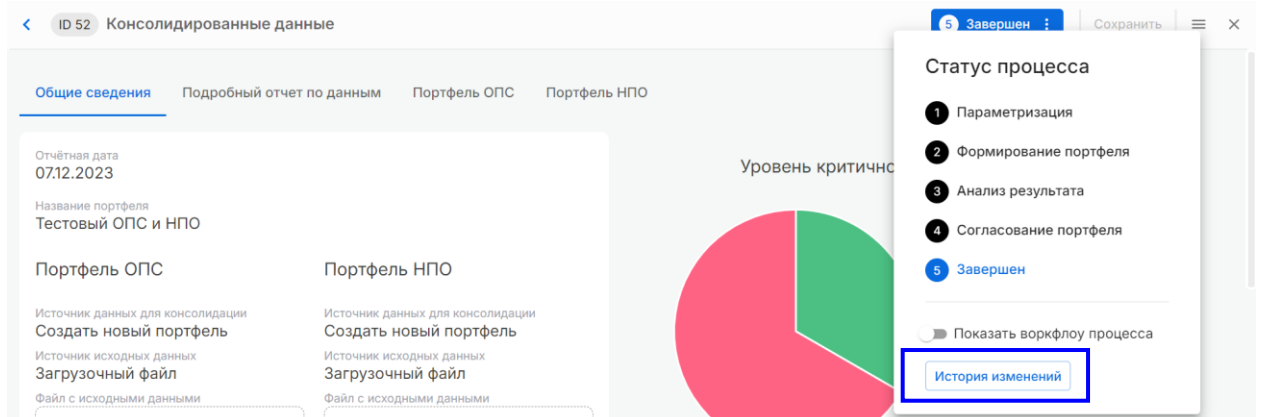 ID 52 Консолидированные данные
5 Завершен
Сохранить
Общие сведения Подробный отчет по данным Портфель ОПС Портфель НПО
Отчётная дата
07.12.2023
Название портфеля
Тестовый ОПС и НПО
Портфель ОПС
Источник данных для консолидации
Создать новый портфель
Источник исходных данных
Загрузочный файл
Файл с исходными данными
Портфель НПО
Источник данных для консолидации
Создать новый портфель
Источник исходных данных
Загрузочный файл
Файл с исходными данными
Уровень критично
Статус процесса
1 Параметризация
2 Формирование портфеля
3 Анализ результата
4 Согласование портфеля
5 Завершен
Показать воркфлоу процесса
История изменений